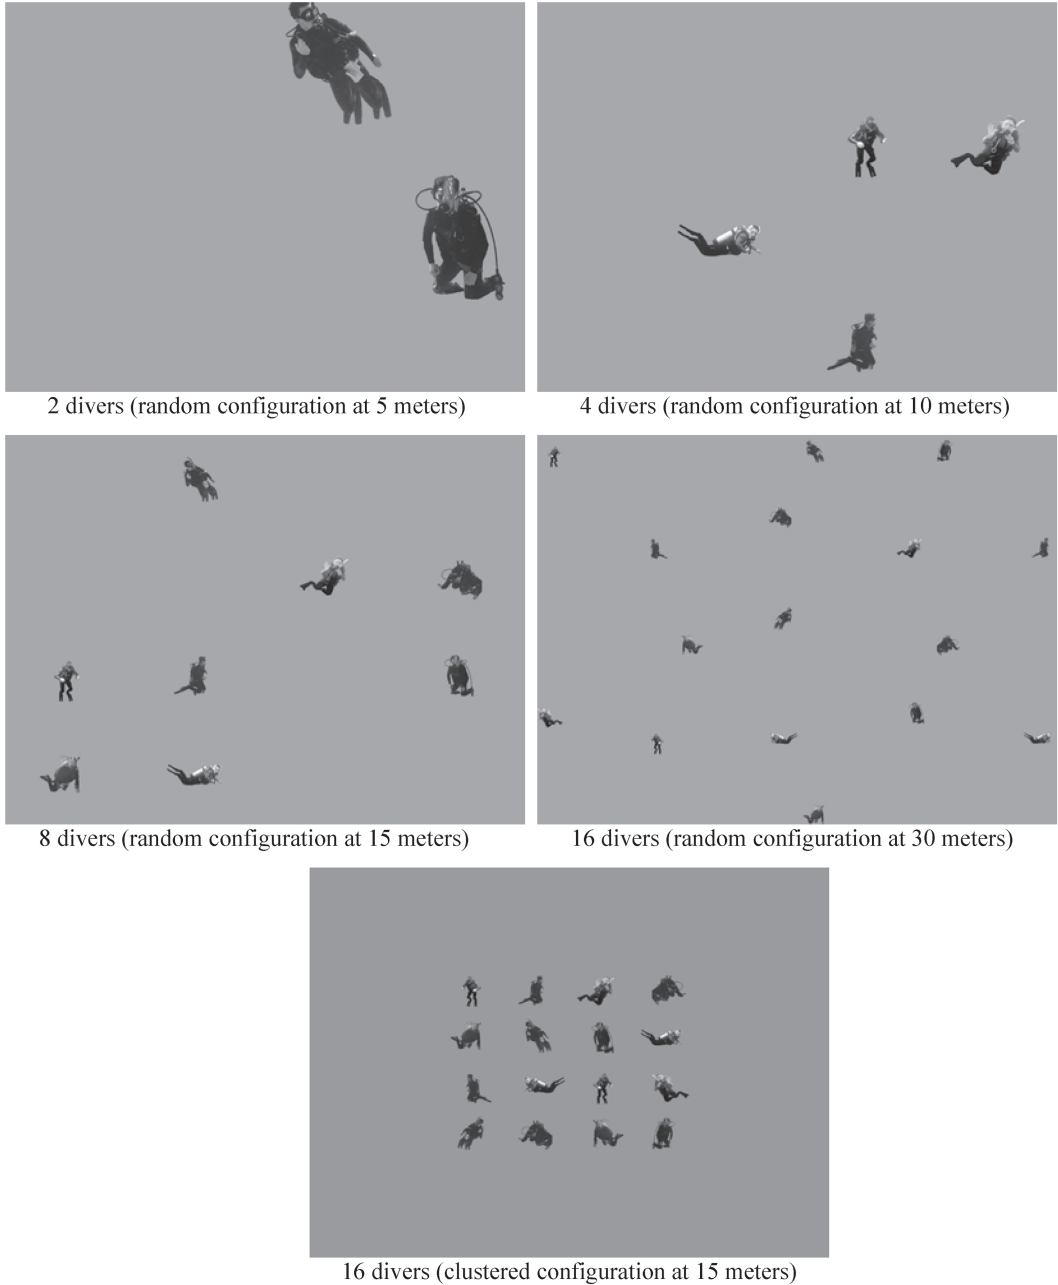 2 divers (random configuration at 5 meters)
4 divers (random configuration at 10 meters)
8 divers (random configuration at 15 meters)
16 divers (random configuration at 30 meters)
16 divers (clustered configuration at 15 meters)